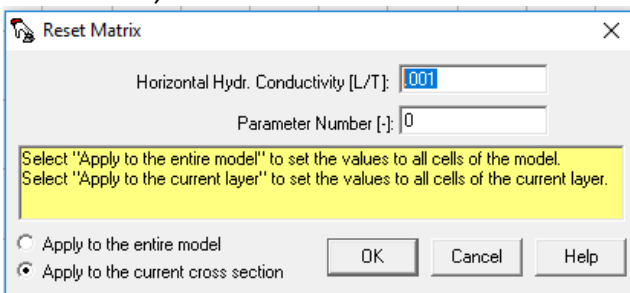 Reset Matrix
Horizontal Hydr. Conductivity [L/T]: .001
Parameter Number [-]: 0
Select "Apply to the entire model" to set the values to all cells of the model.
Select "Apply to the current layer" to set the values to all cells of the current layer.
Apply to the entire model
Apply to the current cross section
OK Cancel Help